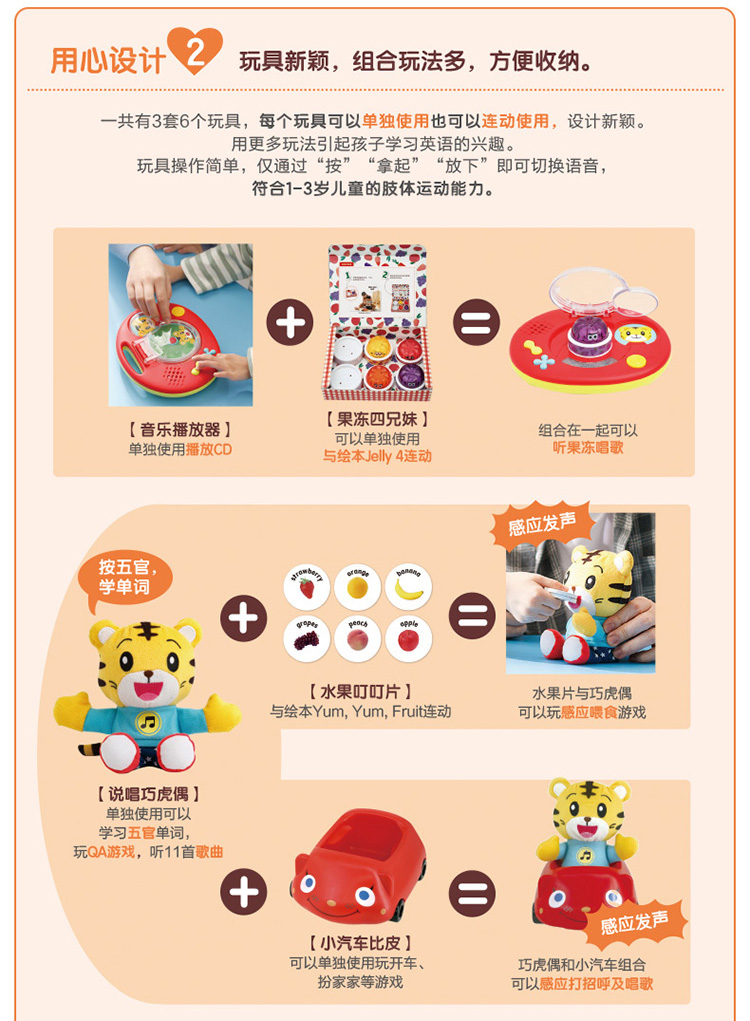 用心设计 2 玩具新颖，组合玩法多，方便收纳。
一共有3套6个玩具，每个玩具可以单独使用也可以连动使用，设计新颖。
用更多玩法引起孩子学习英语的兴趣。
玩具操作简单，仅通过“按”“拿起”“放下”即可切换语音，
符合1-3岁儿童的肢体运动能力。
1
2
【音乐播放器】
单独使用播放CD
【果冻四兄妹】
可以单独使用
与绘本Jelly 4连动
组合在一起可以
听果冻唱歌
感应发声
按五官，
学单词
strawberry
orange
banana
grapes
peach
apple
【水果叮叮片】
与绘本Yum, Yum, Fruit连动
水果片与巧虎偶
可以玩感应喂食游戏
【说唱巧虎偶】
单独使用可以
学习五官单词，
玩QA游戏，听11首歌曲
【小汽车比皮】
可以单独使用玩开车、
扮家家等游戏
感应发声
巧虎偶和小汽车组合
可以感应打招呼及唱歌